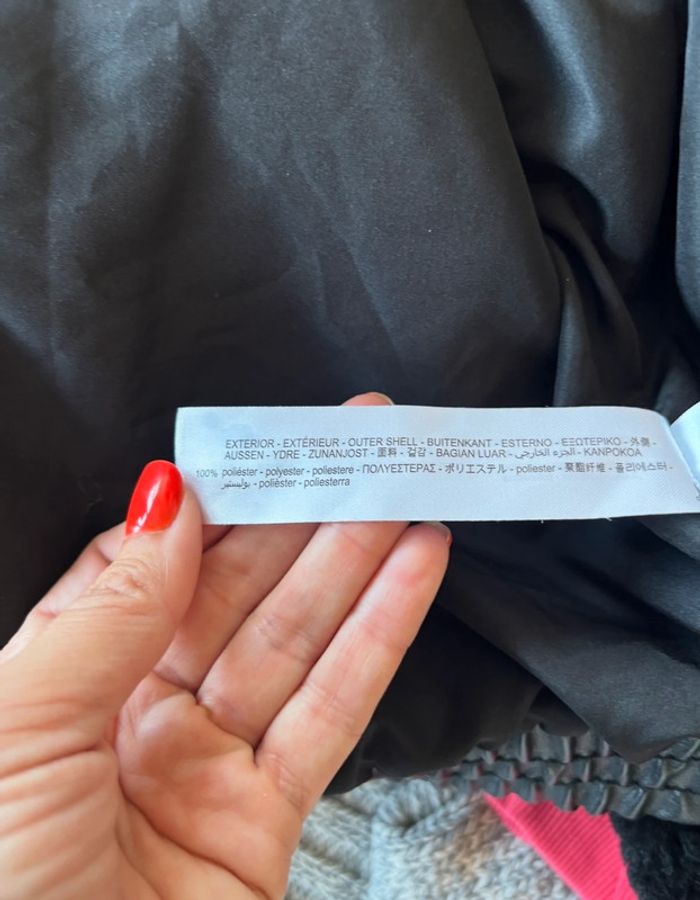 EXTERIOR - EXTÉRIEUR - OUTER SHELL - BUITENKANT - ESTERNO - ΕΞΩΤΕΡΙΚΟ - 外側 -
AUSSEN - YDRE - ZUNANJOST - 面料 - 겉감 - BAGIAN LUAR - الجزء الخارجي - KANPOKOA
100% poliéster - polyester - poliestere - ΠΟΛΥΕΣΤΕΡΑΣ - ポリエステル - poliester - 聚酯纤维 - 폴리에스터 -
بوليستير - polièster - poliesterra